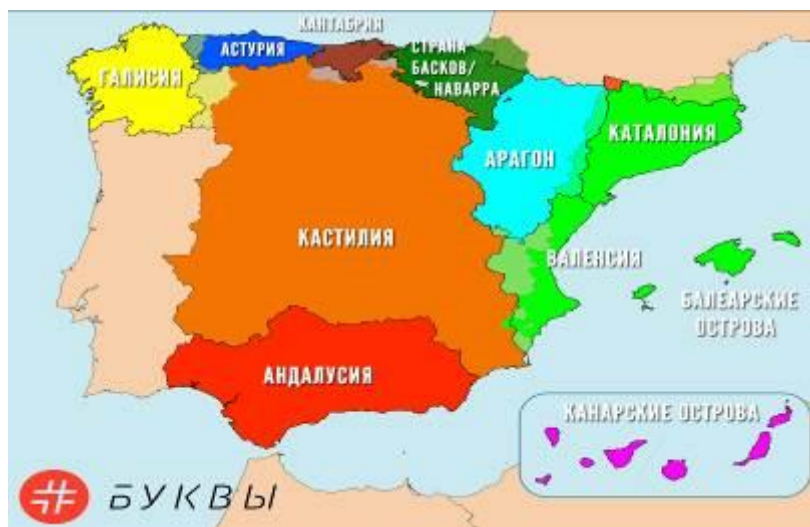 КАНТАБРИЯ
АСТУРИЯ
СТРАНА
БАСКОВ/
НАВАРРА
ГАЛИСИЯ
КАТАЛОНИЯ
АРАГОН
КАСТИЛИЯ
ВАЛЕНСИЯ
БАЛЕАРСКИЕ
ОСТРОВА
АНДАЛУСИЯ
КАНАРСКИЕ ОСТРОВА
БУКВЫ